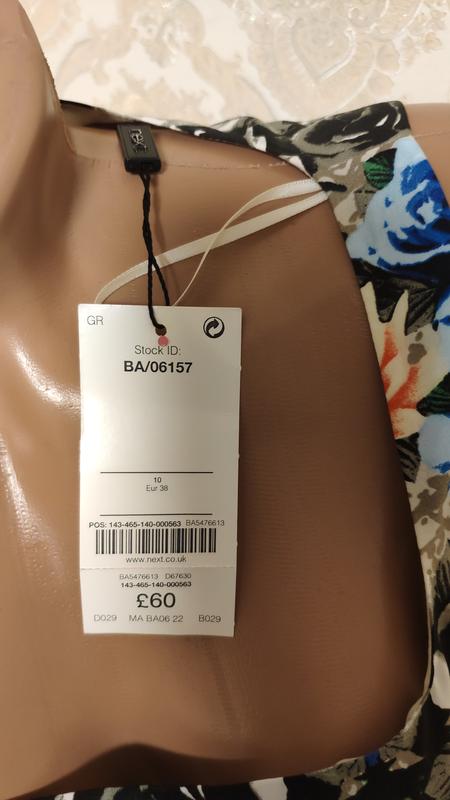 next
GR
Stock ID:
BA/06157
10
Eur 38
POS: 143-465-140-000563 BA5476613
www.next.co.uk
BA5476613 D67630
143-465-140-000563
£60
D029 MA BA06 22 B029